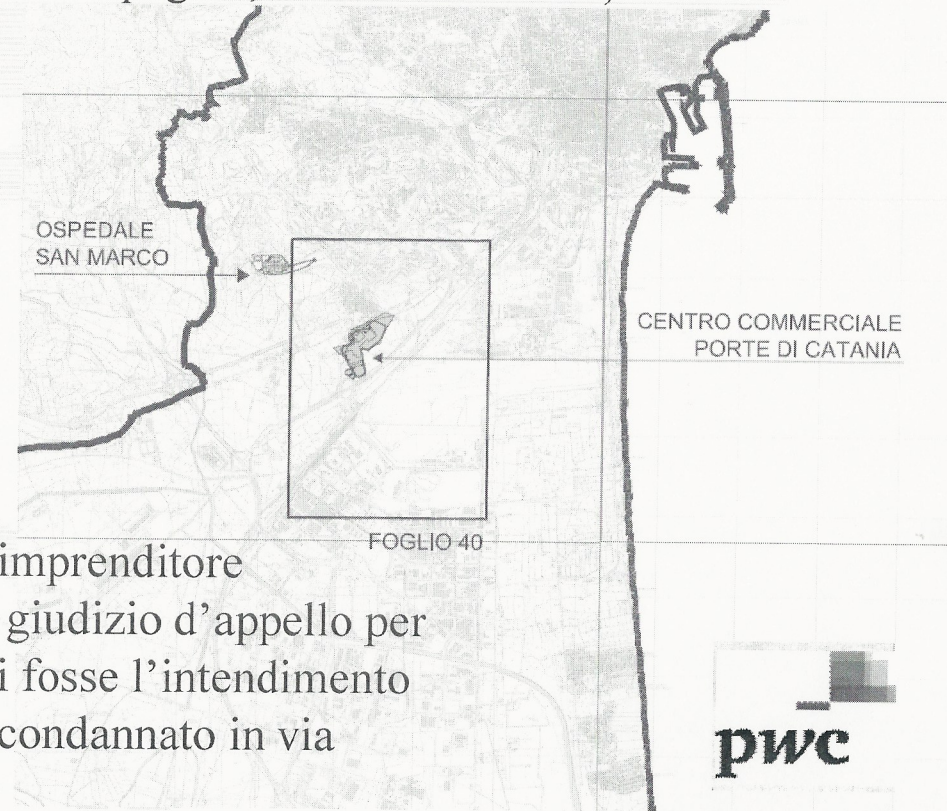 OSPEDALE
SAN MARCO
CENTRO COMMERCIALE
PORTE DI CATANIA
FOGLIO 40
imprenditore
giudizio d’appello per
i fosse l’intendimento
condannato in via
pwc